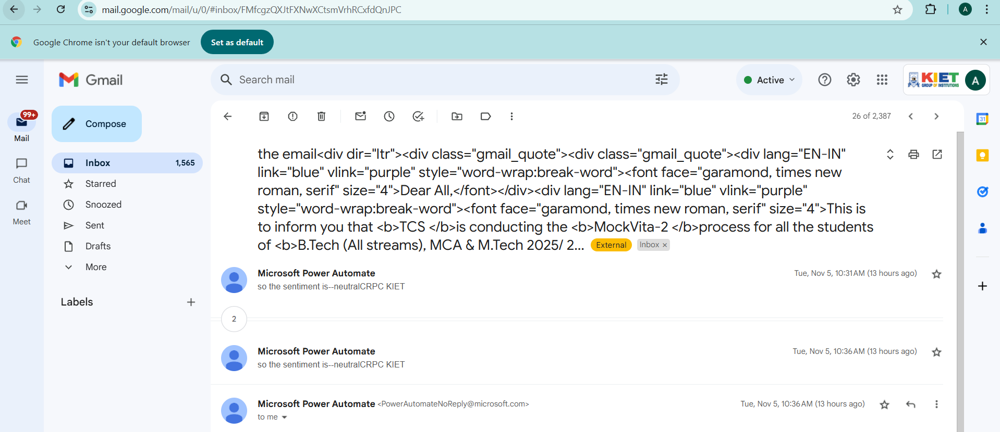 mail.google.com/mail/u/0/#inbox/FMfcgzQXJtFXNwXCtsmVrhRCxfdQnJPC
A
Google Chrome isn't your default browser
Set as default
Gmail
Search mail
Active
KIET
GROUP OF INSTITUTIONS
A
99+
Mail
Chat
Meet
Compose
Inbox 1,565
Starred
Snoozed
Sent
Drafts
More
Labels
26 of 2,387
31
the email<div dir="ltr"><div class="gmail_quote"><div class="gmail_quote"><div lang="EN-IN"
link="blue" vlink="purple" style="word-wrap:break-word"><font face="garamond, times new
roman, serif" size="4">Dear All,</font></div><div lang="EN-IN" link="blue" vlink="purple"
style="word-wrap:break-word"><font face="garamond, times new roman, serif" size="4">This is
to inform you that <b>TCS </b>is conducting the <b>MockVita-2 </b>process for all the students
of <b>B.Tech (All streams), MCA & M.Tech 2025/ 2... External Inbox ×
Microsoft Power Automate Tue, Nov 5, 10:31 AM (13 hours ago)
so the sentiment is--neutralCRPC KIET
2
Microsoft Power Automate Tue, Nov 5, 10:36 AM (13 hours ago)
so the sentiment is--neutralCRPC KIET
Microsoft Power Automate <PowerAutomateNoReply@microsoft.com> Tue, Nov 5, 10:36 AM (13 hours ago)
to me